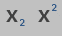 X₂ X²